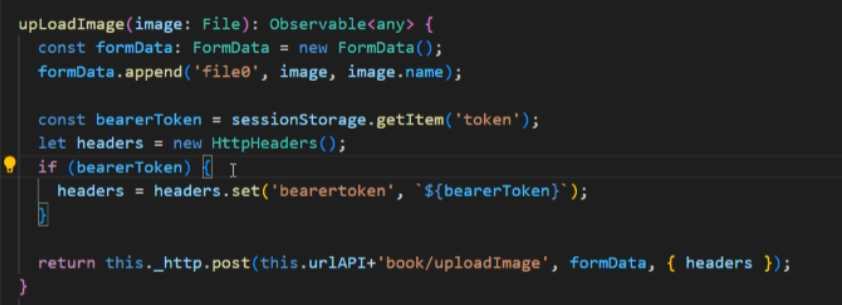 upLoadImage(image: File): Observable<any> {
const formData: FormData = new FormData();
formData.append('file0', image, image.name);
const bearerToken = sessionStorage.getItem('token');
let headers = new HttpHeaders();
if (bearerToken) {
headers = headers.set('bearertoken', `${bearerToken}`);
}
return this._http.post(this.urlAPI+'book/uploadImage', formData, { headers });
}